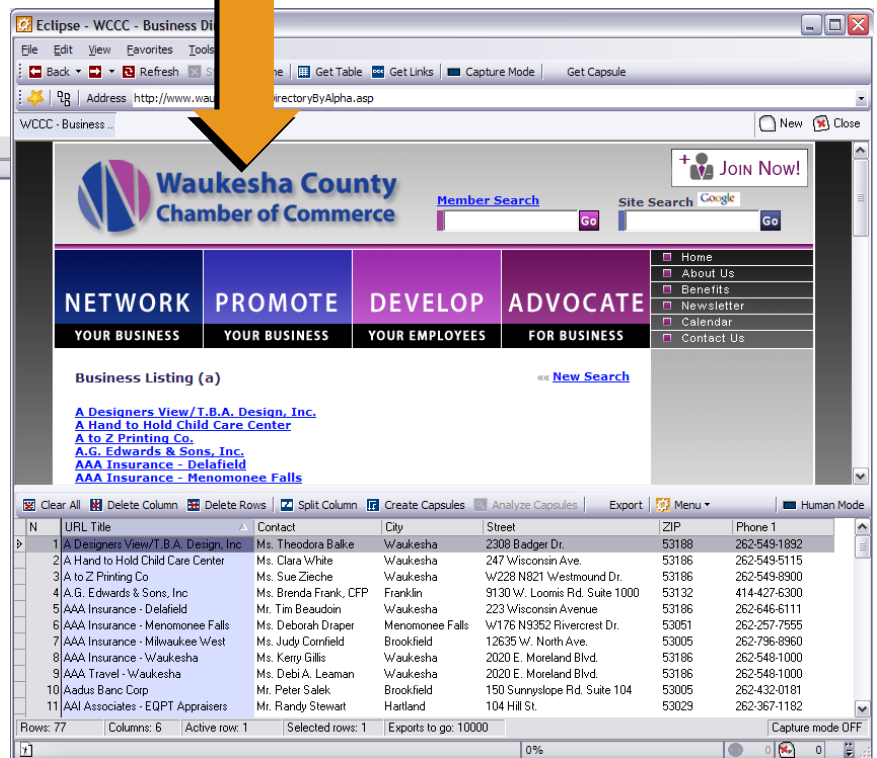 Eclipse - WCCC - Business Di
File Edit View Favorites Tools
Back Refresh Get Table Get Links Capture Mode Get Capsule
Address http://www.wau irectoryByAlpha.asp
WCCC - Business .. New Close
JOIN NOW!
Waukesha County
Chamber of Commerce
Member Search Site Search Google
Go Go
NETWORK PROMOTE DEVELOP ADVOCATE
YOUR BUSINESS YOUR BUSINESS YOUR EMPLOYEES FOR BUSINESS
Home
About Us
Benefits
Newsletter
Calendar
Contact Us
Business Listing (a) «« New Search
A Designers View/T.B.A. Design, Inc.
A Hand to Hold Child Care Center
A to Z Printing Co.
A.G. Edwards & Sons, Inc.
AAA Insurance - Delafield
AAA Insurance - Menomonee Falls
Clear All Delete Column Delete Rows Split Column Create Capsules Analyze Capsules Export Menu Human Mode
N URL Title Contact City Street ZIP Phone 1
1 A Designers View/T.B.A. Design, Inc Ms. Theodora Balke Waukesha 2308 Badger Dr. 53188 262-549-1892
2 A Hand to Hold Child Care Center Ms. Clara White Waukesha 247 Wisconsin Ave. 53186 262-549-5115
3 A to Z Printing Co Ms. Sue Zieche Waukesha W228 N821 Westmound Dr. 53186 262-549-8900
4 A.G. Edwards & Sons, Inc Ms. Brenda Frank, CFP Franklin 9130 W. Loomis Rd. Suite 1000 53132 414-427-6300
5 AAA Insurance - Delafield Mr. Tim Beaudoin Waukesha 223 Wisconsin Avenue 53186 262-646-6111
6 AAA Insurance - Menomonee Falls Ms. Deborah Draper Menomonee Falls W176 N9352 Rivercrest Dr. 53051 262-257-7555
7 AAA Insurance - Milwaukee West Ms. Judy Cornfield Brookfield 12635 W. North Ave. 53005 262-796-8960
8 AAA Insurance - Waukesha Ms. Kerry Gillis Waukesha 2020 E. Moreland Blvd. 53186 262-548-1000
9 AAA Travel - Waukesha Ms. Debi A. Leaman Waukesha 2020 E. Moreland Blvd. 53186 262-548-1000
10 Aadus Banc Corp Mr. Peter Salek Brookfield 150 Sunnyslope Rd. Suite 104 53005 262-432-0181
11 AAI Associates - EQPT Appraisers Mr. Randy Stewart Hartland 104 Hill St. 53029 262-367-1182
Rows: 77 Columns: 6 Active row: 1 Selected rows: 1 Exports to go: 10000 Capture mode OFF
0% 0 0